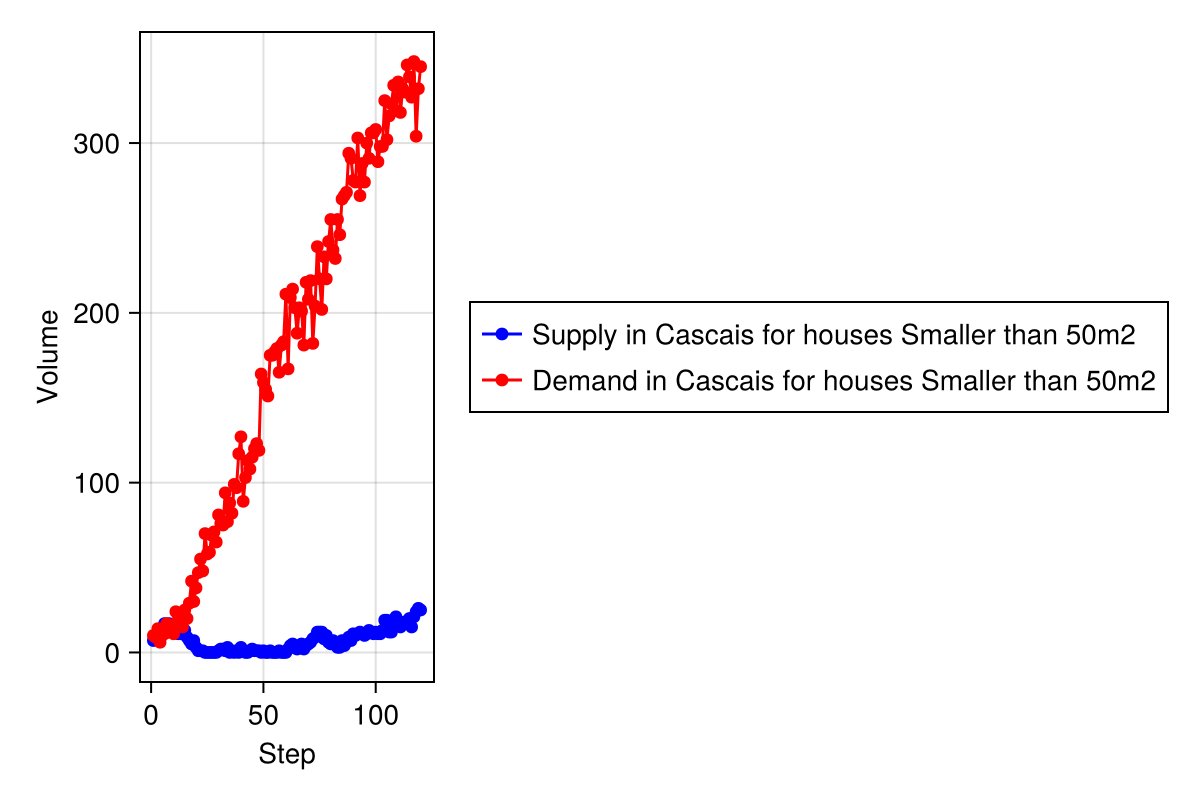 Volume
300
200
100
0
0 50 100
Step
Supply in Cascais for houses Smaller than 50m2
Demand in Cascais for houses Smaller than 50m2